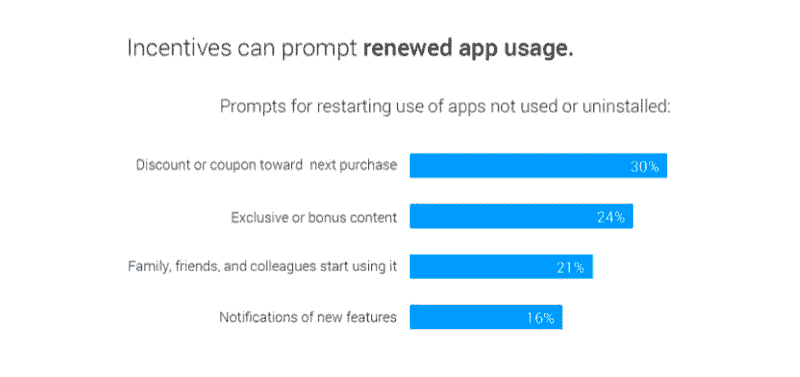 Incentives can prompt renewed app usage.
Prompts for restarting use of apps not used or uninstalled:
Discount or coupon toward next purchase 30%
Exclusive or bonus content 24%
Family, friends, and colleagues start using it 21%
Notifications of new features 16%